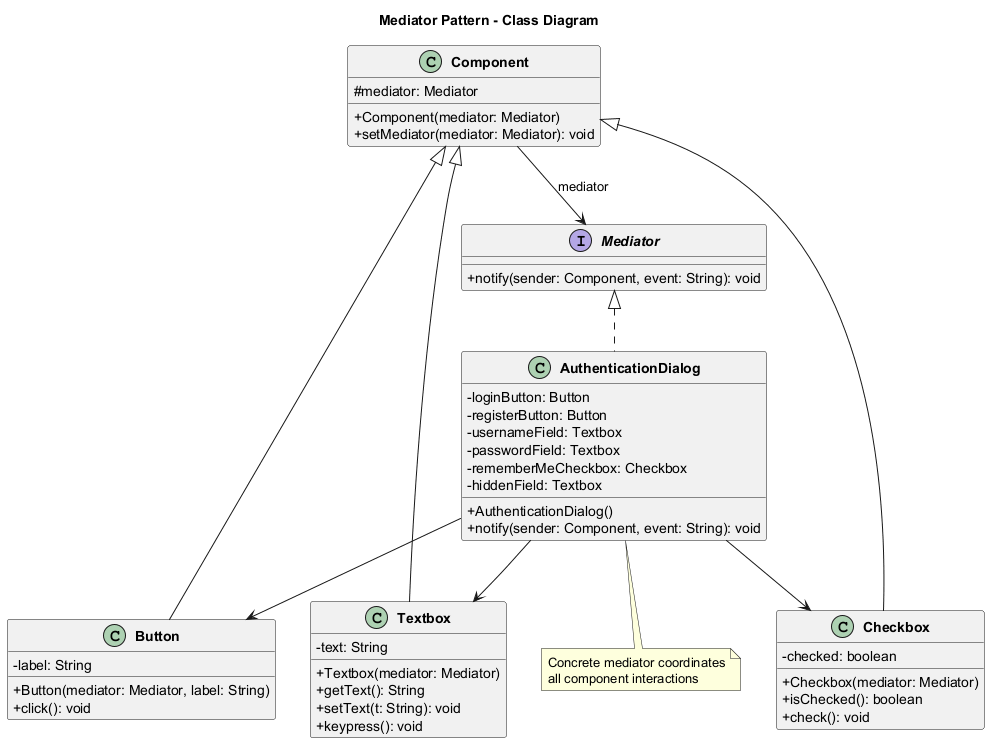 Mediator Pattern - Class Diagram
C Component
#mediator: Mediator
+Component(mediator: Mediator)
+setMediator(mediator: Mediator): void
mediator
I Mediator
+notify(sender: Component, event: String): void
C AuthenticationDialog
-loginButton: Button
-registerButton: Button
-usernameField: Textbox
-passwordField: Textbox
-rememberMeCheckbox: Checkbox
-hiddenField: Textbox
+AuthenticationDialog()
+notify(sender: Component, event: String): void
C Button
-label: String
+Button(mediator: Mediator, label: String)
+click(): void
C Textbox
-text: String
+Textbox(mediator: Mediator)
+getText(): String
+setText(t: String): void
+keypress(): void
Concrete mediator coordinates
all component interactions
C Checkbox
-checked: boolean
+Checkbox(mediator: Mediator)
+isChecked(): boolean
+check(): void